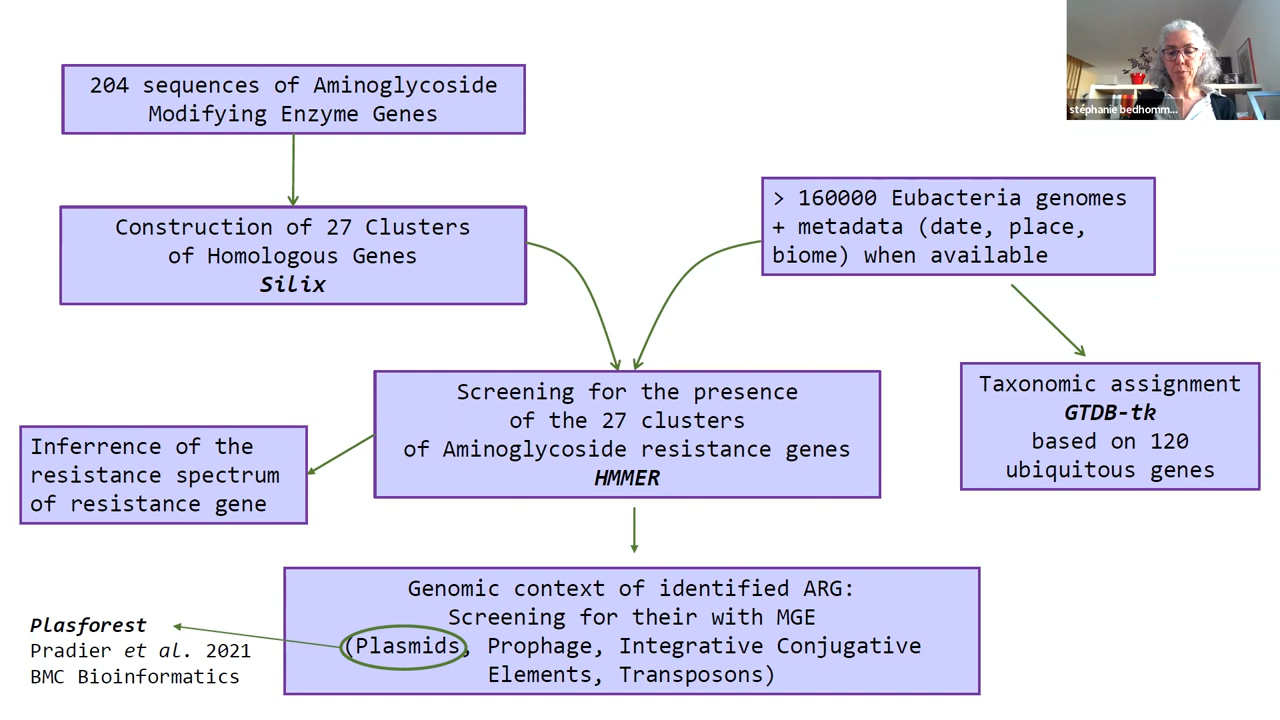 204 sequences of Aminoglycoside
Modifying Enzyme Genes
stéphanie bedhomm...
> 160000 Eubacteria genomes
+ metadata (date, place,
biome) when available
Construction of 27 Clusters
of Homologous Genes
Silix
Taxonomic assignment
GTDB-tk
based on 120
ubiquitous genes
Screening for the presence
of the 27 clusters
of Aminoglycoside resistance genes
HMMER
Inferrence of the
resistance spectrum
of resistance gene
Genomic context of identified ARG:
Screening for their with MGE
(Plasmids, Prophage, Integrative Conjugative
Elements, Transposons)
Plasforest
Pradier et al. 2021
BMC Bioinformatics